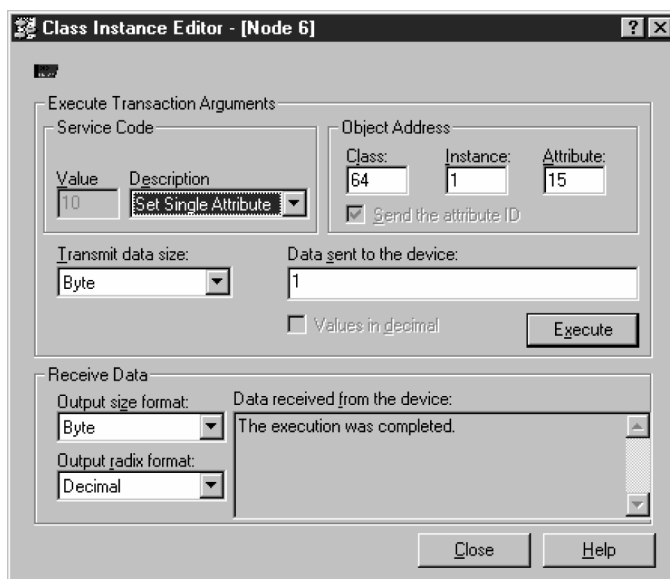 Class Instance Editor - [Node 6]
Execute Transaction Arguments
Service Code
Value
Description
10
Set Single Attribute
Object Address
Class:
Instance:
Attribute:
64
1
15
Send the attribute ID
Transmit data size:
Byte
Data sent to the device:
1
Values in decimal
Execute
Receive Data
Output size format:
Byte
Output radix format:
Decimal
Data received from the device:
The execution was completed.
Close
Help